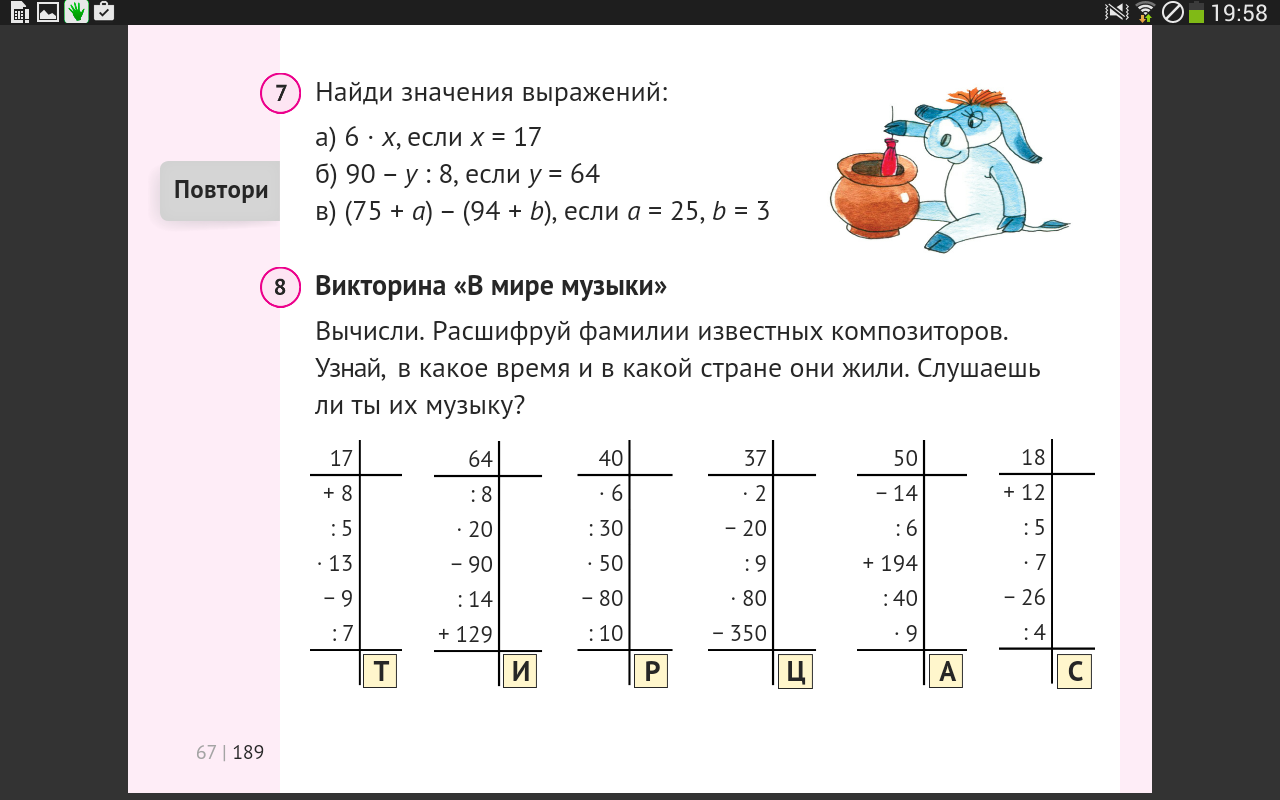 19:58
7 Найди значения выражений:
а) 6 · x, если x = 17
Повтори
б) 90 – y : 8, если y = 64
в) (75 + a) – (94 + b), если a = 25, b = 3
8 Викторина «В мире музыки»
Вычисли. Расшифруй фамилии известных композиторов.
Узнай, в какое время и в какой стране они жили. Слушаешь
ли ты их музыку?
17 64 40 37 50 18
+ 8 : 8 · 6 · 2 – 14 + 12
: 5 · 20 : 30 – 20 : 6 : 5
· 13 – 90 · 50 : 9 + 194 · 7
– 9 : 14 – 80 · 80 : 40 – 26
: 7 + 129 : 10 – 350 · 9 : 4
Т И Р Ц А С
67 | 189